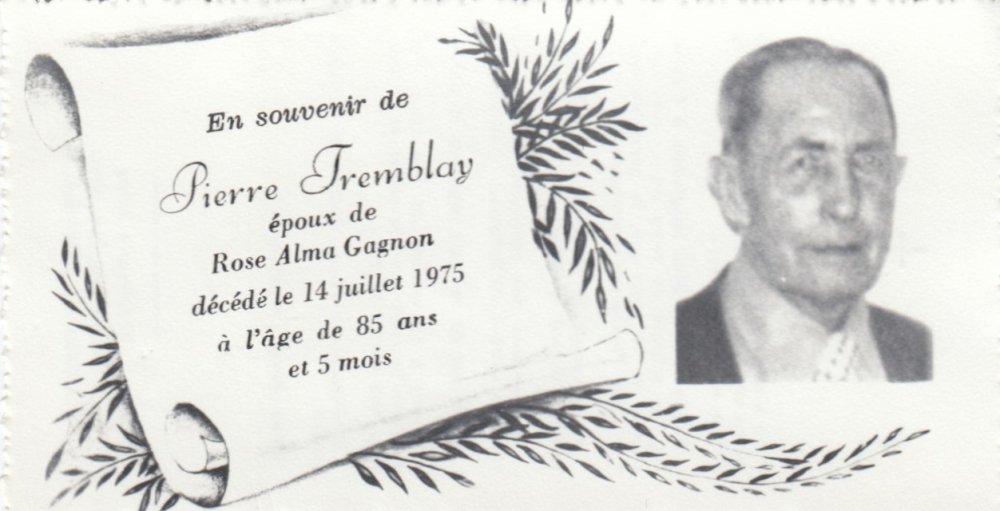 En souvenir de
Pierre Tremblay
époux de
Rose Alma Gagnon
décédé le 14 juillet 1975
à l'âge de 85 ans
et 5 mois